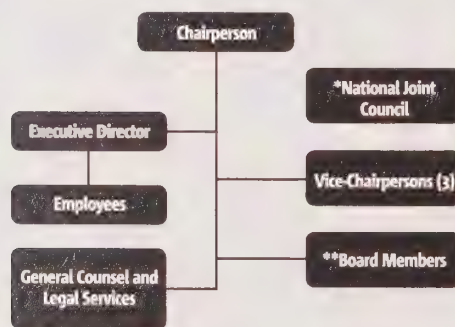 Chairperson
*National Joint
Council
Executive Director
Vice-Chairpersons (3)
Employees
**Board Members
General Counsel and
Legal Services